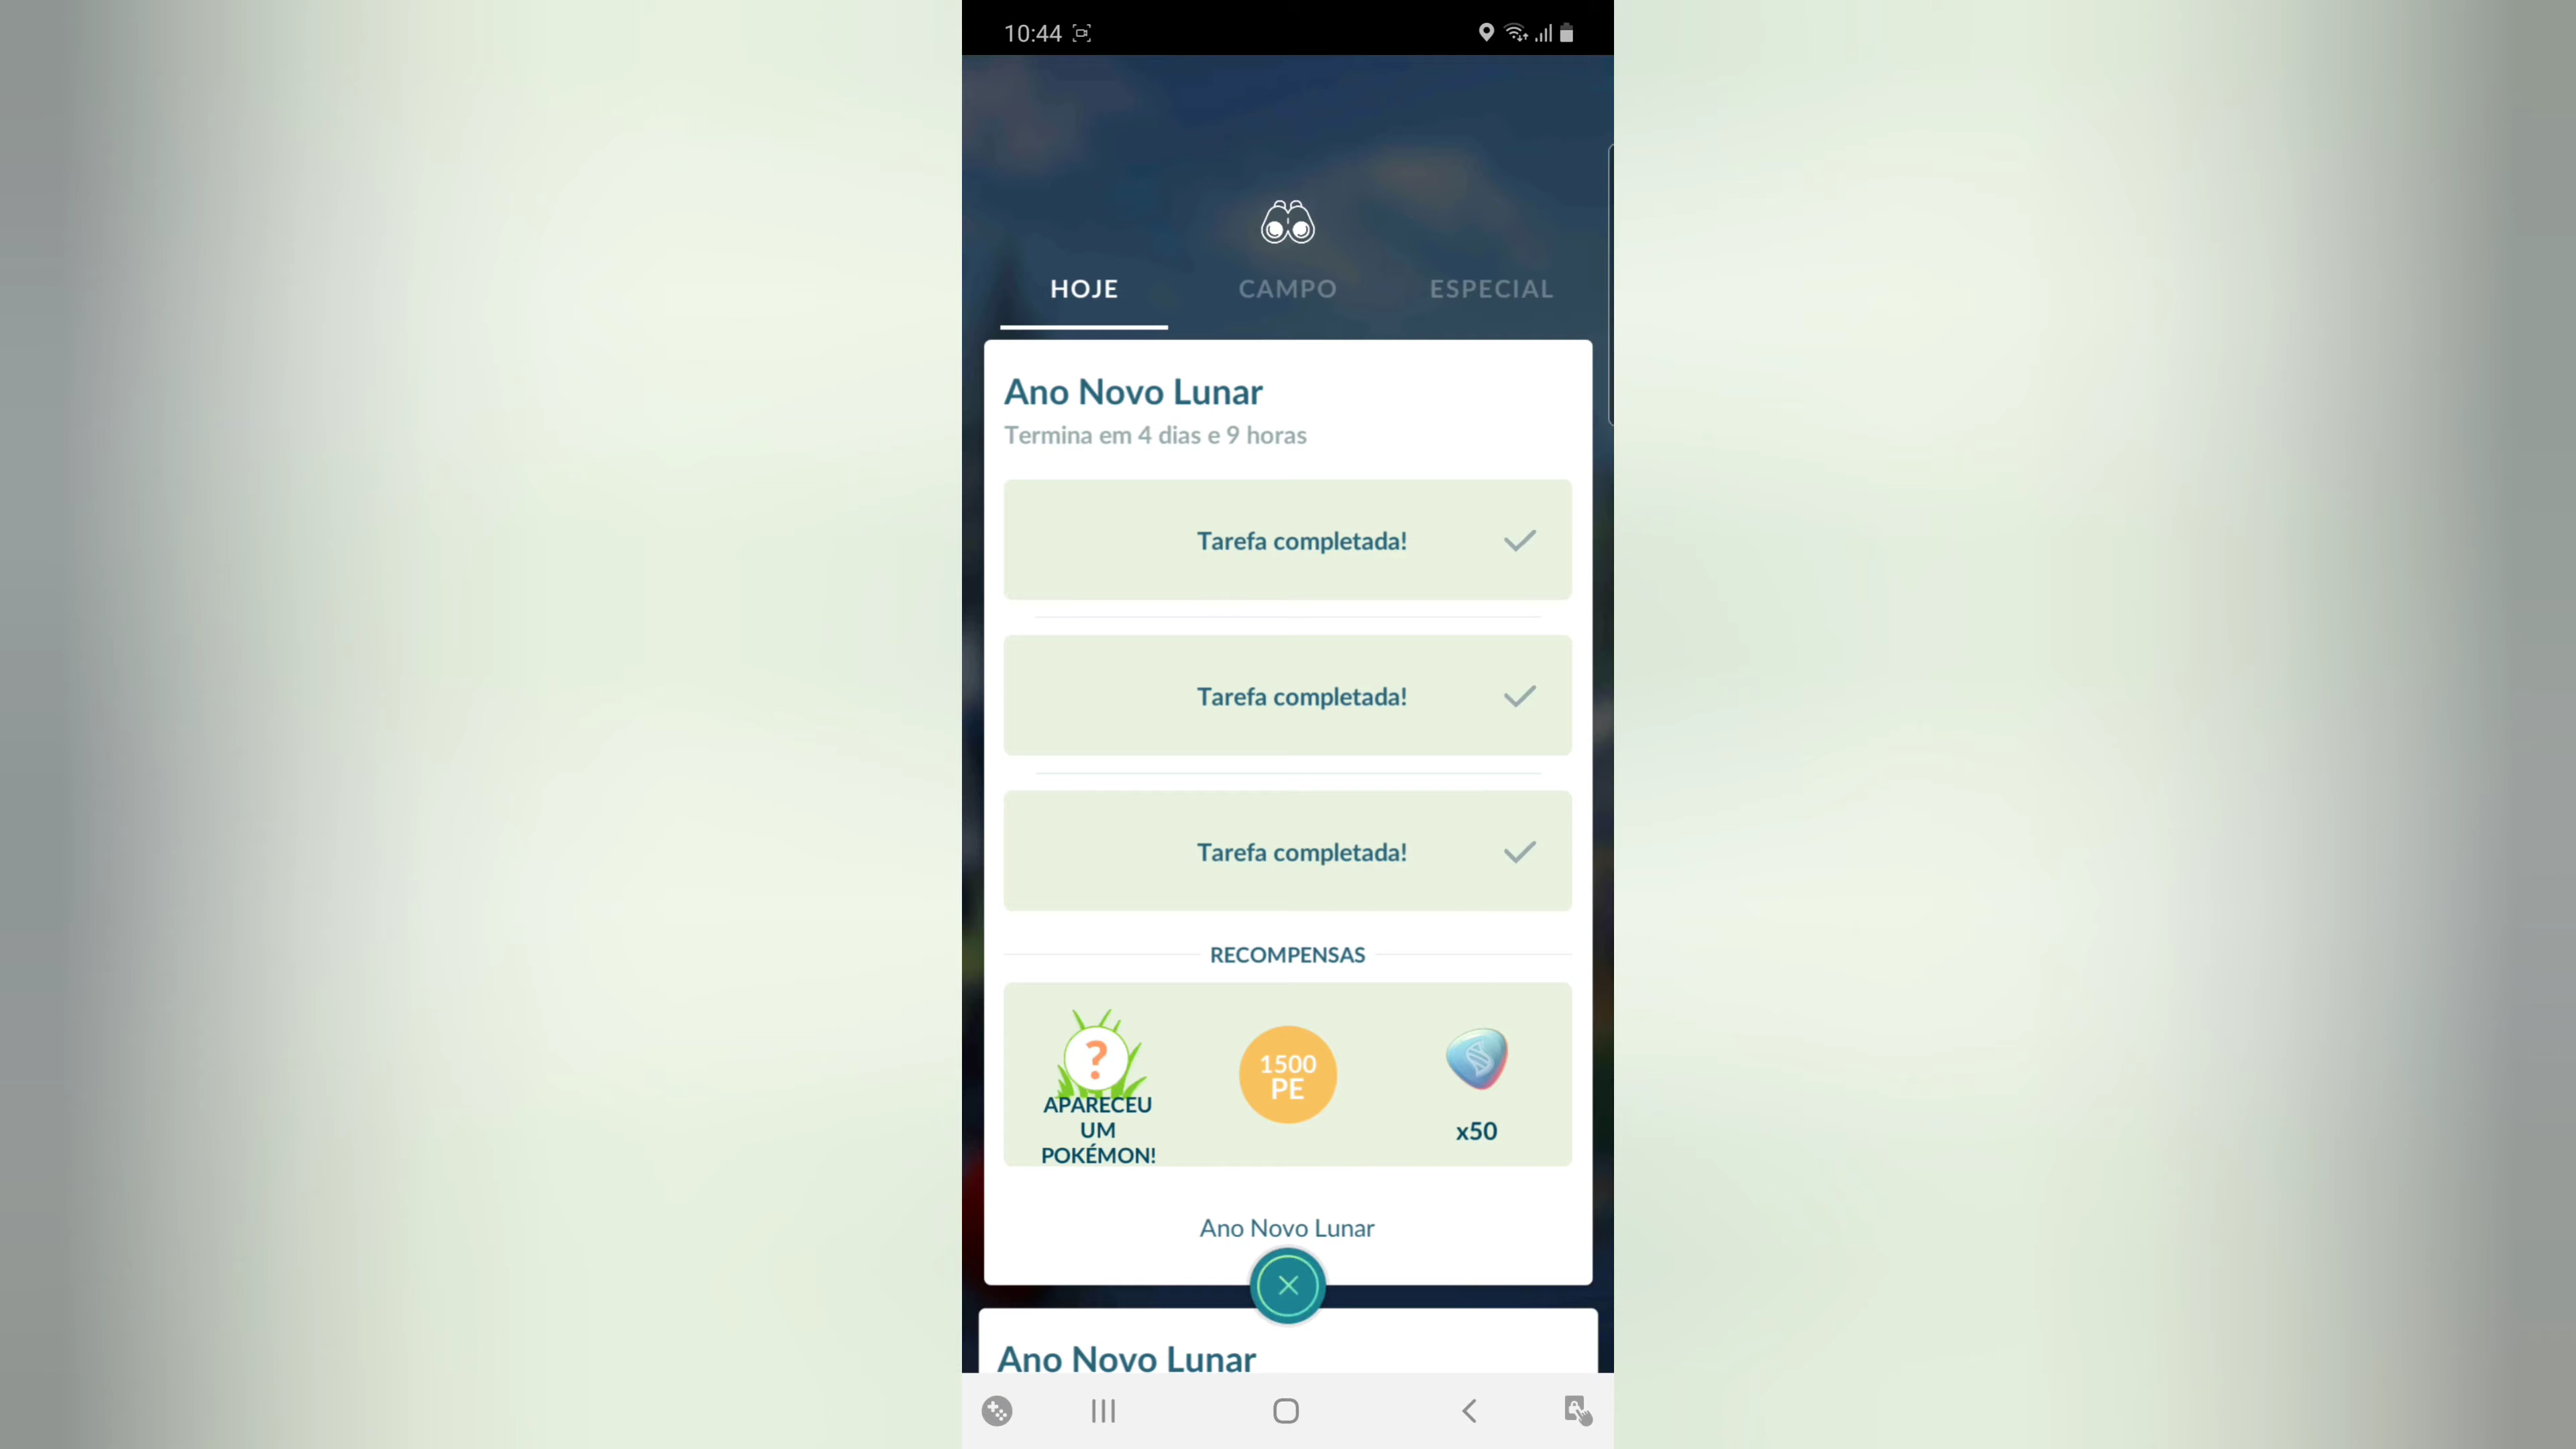 10:44
HOJE CAMPO ESPECIAL
Ano Novo Lunar
Termina em 4 dias e 9 horas
Tarefa completada!
Tarefa completada!
Tarefa completada!
RECOMPENSAS
?
APARECEU
UM
POKÉMON!
1500
PE
x50
Ano Novo Lunar
Ano Novo Lunar